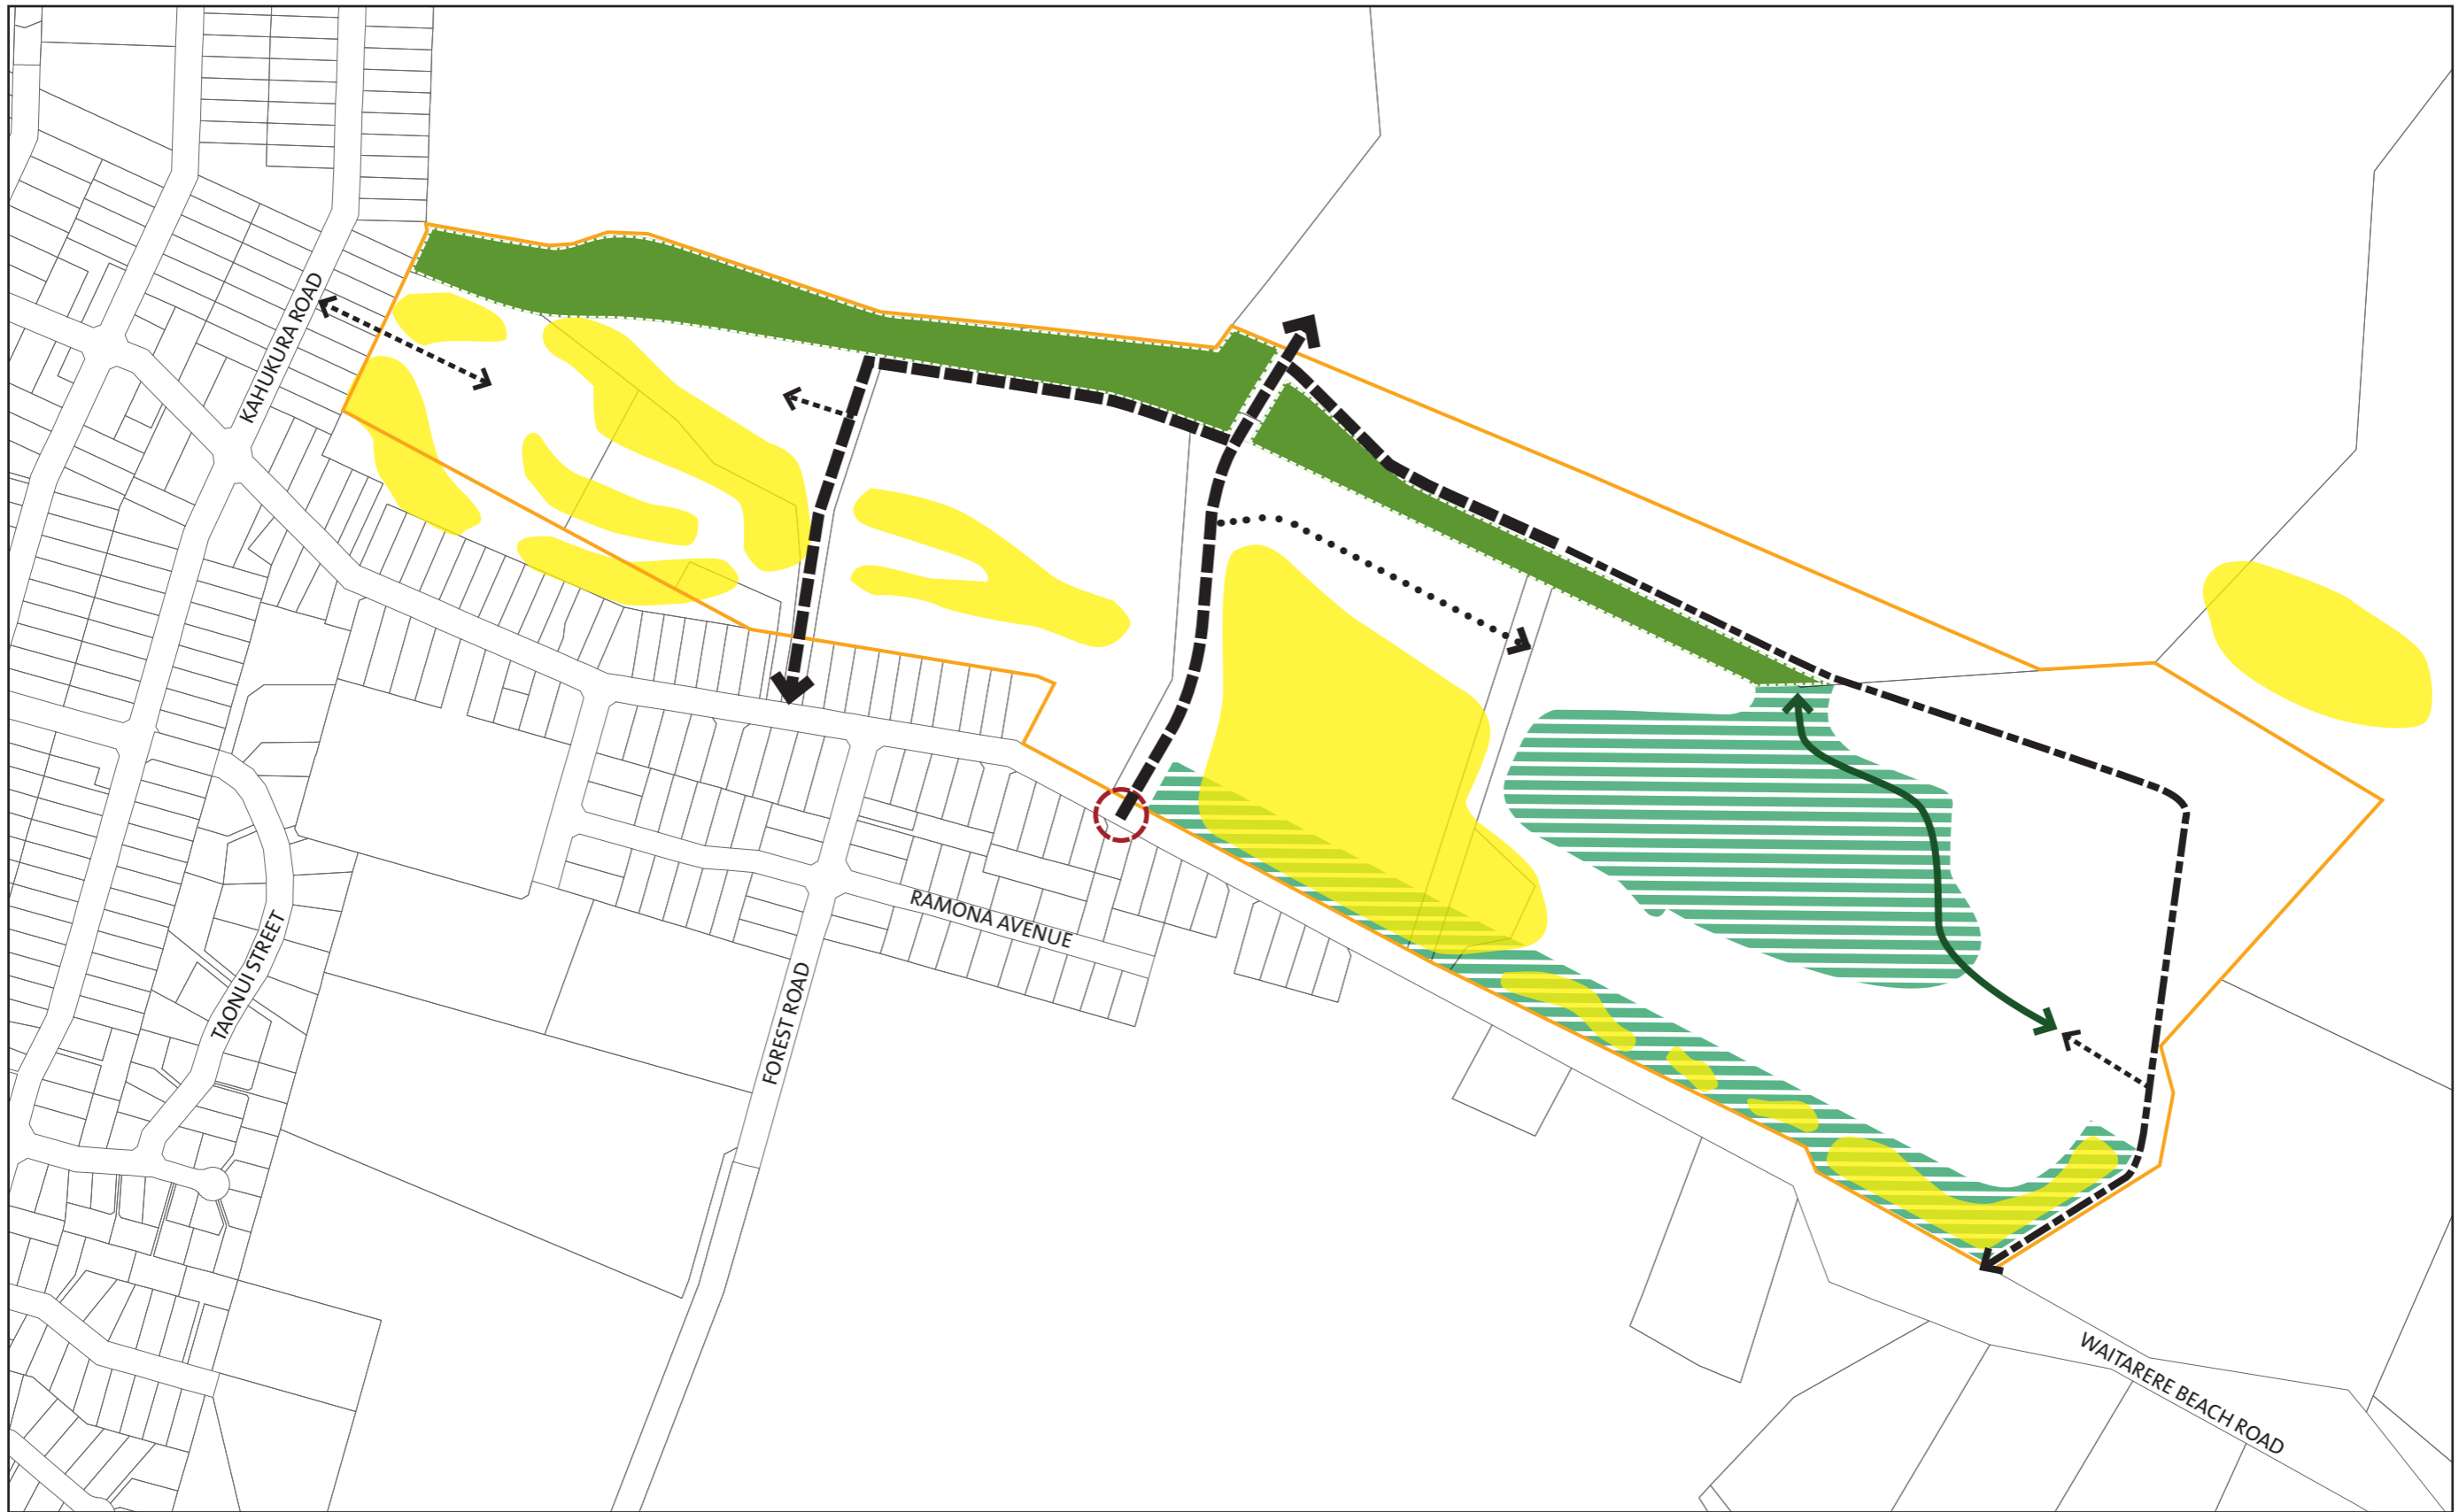 KAHUKURA ROAD
RAMONA AVENUE
TAONUI STREET
FOREST ROAD
WAITARERE BEACH ROAD